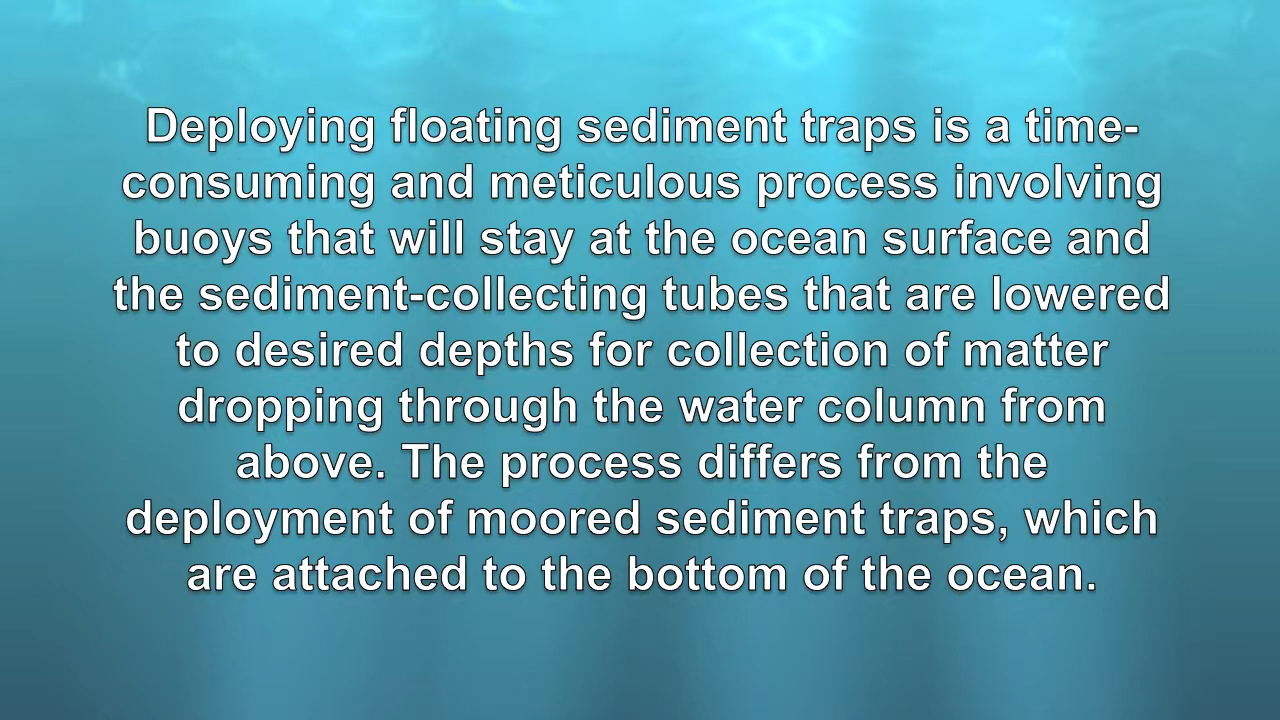 Deploying floating sediment traps is a time-
consuming and meticulous process involving
buoys that will stay at the ocean surface and
the sediment-collecting tubes that are lowered
to desired depths for collection of matter
dropping through the water column from
above. The process differs from the
deployment of moored sediment traps, which
are attached to the bottom of the ocean.